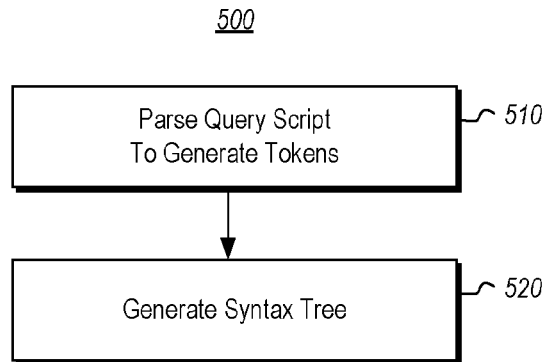 500
Parse Query Script
To Generate Tokens
510
Generate Syntax Tree
520